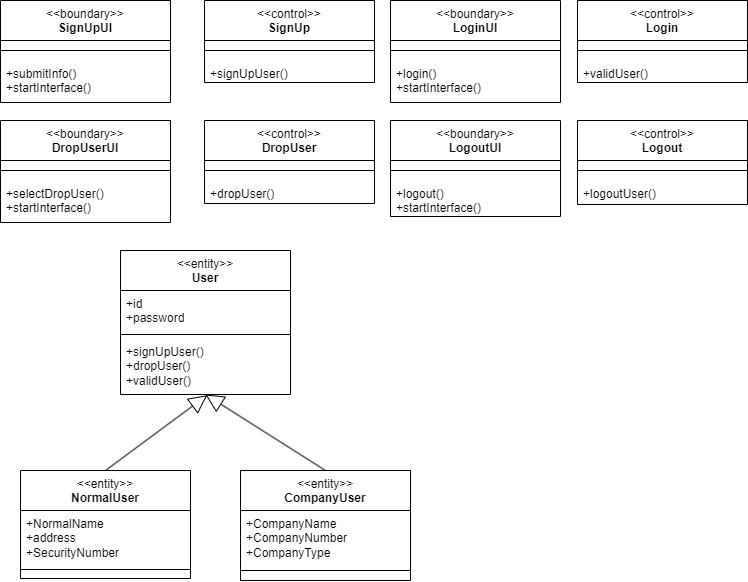 <<boundary>>
SignUpUI
+submitInfo()
+startInterface()
<<control>>
SignUp
+signUpUser()
<<boundary>>
LoginUI
+login()
+startInterface()
<<control>>
Login
+validUser()
<<boundary>>
DropUserUI
+selectDropUser()
+startInterface()
<<control>>
DropUser
+dropUser()
<<boundary>>
LogoutUI
+logout()
+startInterface()
<<control>>
Logout
+logoutUser()
<<entity>>
User
+id
+password
+signUpUser()
+dropUser()
+validUser()
<<entity>>
NormalUser
+NormalName
+address
+SecurityNumber
<<entity>>
CompanyUser
+CompanyName
+CompanyNumber
+CompanyType